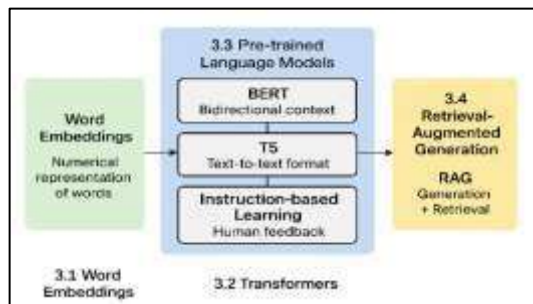 3.3 Pre-trained
Language Models
Word
Embeddings
Numerical
representation
of words
BERT
Bidirectional context
T5
Text-to-text format
Instruction-based
Learning
Human feedback
3.4
Retrieval-
Augmented
Generation
RAG
Generation
+ Retrieval
3.1 Word
Embeddings
3.2 Transformers